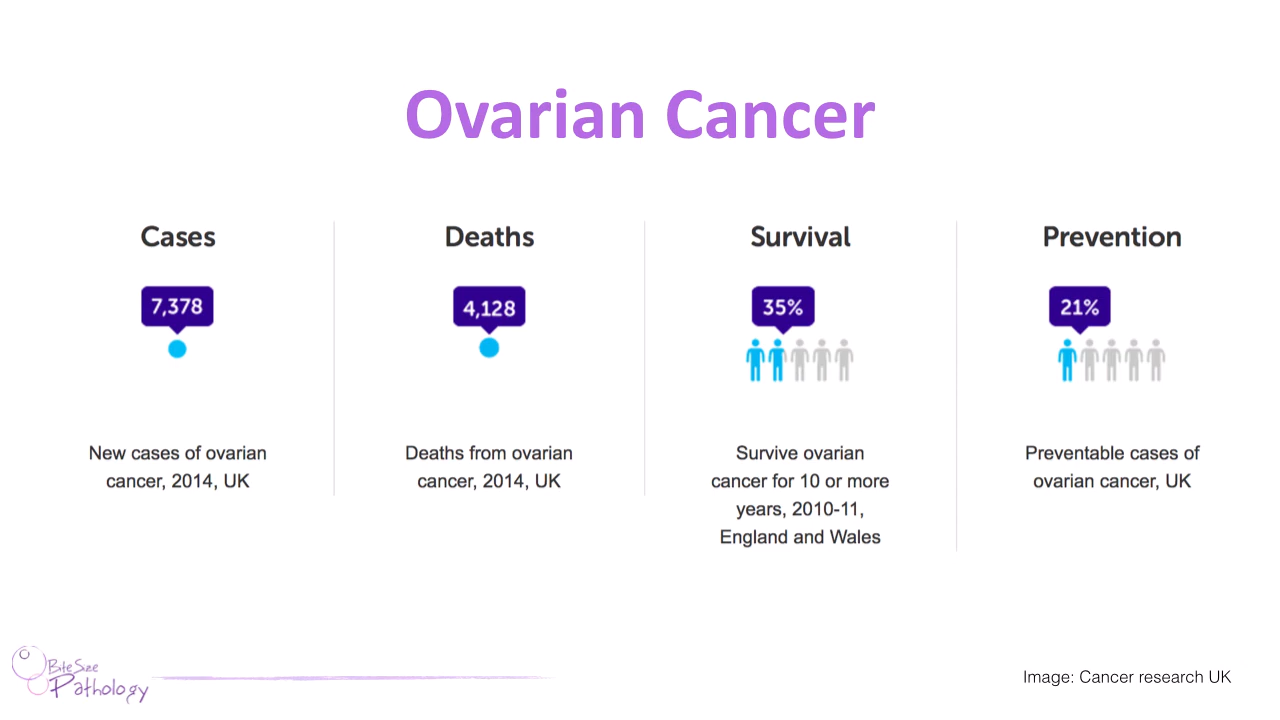 Ovarian Cancer
Cases
7,378
New cases of ovarian
cancer, 2014, UK
Deaths
4,128
Deaths from ovarian
cancer, 2014, UK
Survival
35%
Survive ovarian
cancer for 10 or more
years, 2010-11,
England and Wales
Prevention
21%
Preventable cases of
ovarian cancer, UK
Bite Size
Pathology
Image: Cancer research UK